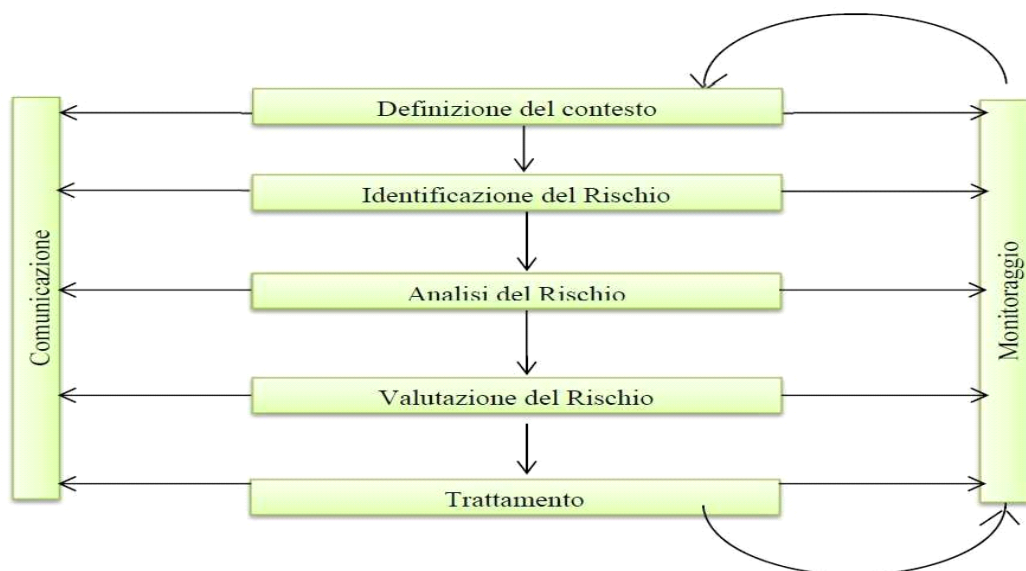 Definizione del contesto
Identificazione del Rischio
Analisi del Rischio
Valutazione del Rischio
Trattamento
Comunicazione
Monitoraggio